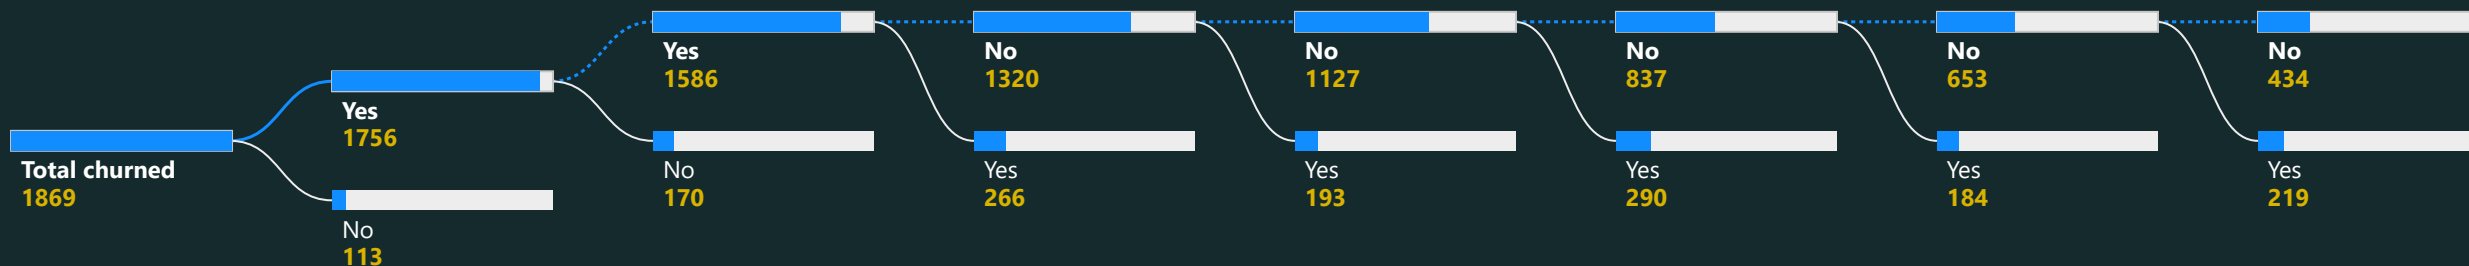 Total churned
1869
Yes
1756
No
113
Yes
1586
No
170
No
1320
Yes
266
No
1127
Yes
193
No
837
Yes
290
No
653
Yes
184
No
434
Yes
219